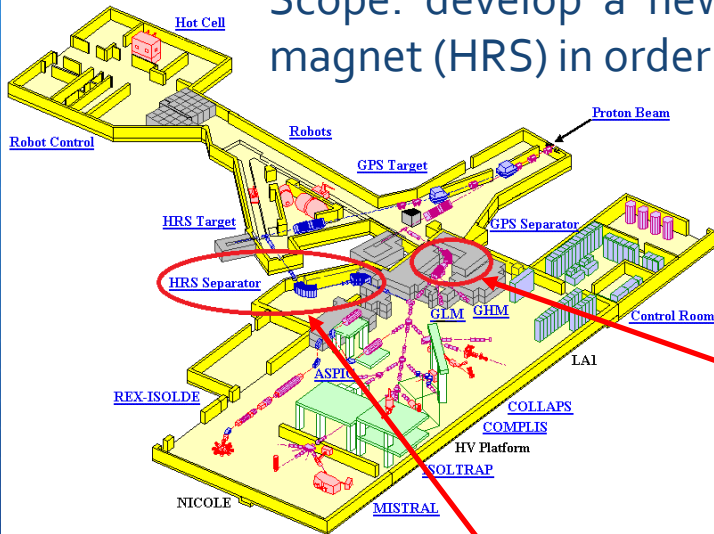 Scope: develop a new
magnet (HRS) in order
Hot Cell
Proton Beam
Robot Control
Robots
GPS Target
HRS Target
GPS Separator
HRS Separator
GLM
GHM
Control Room
LA1
ASPIC
REX-ISOLDE
COLLAPS
COMPLIS
HV Platform
ISOLTRAP
NICOLE
MISTRAL